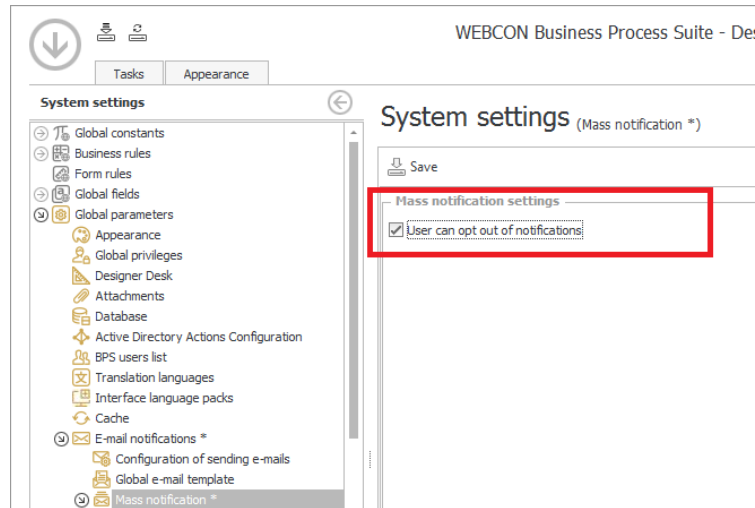 WEBCON Business Process Suite - Des
Tasks
Appearance
System settings
Global constants
Business rules
Form rules
Global fields
Global parameters
Appearance
Global privileges
Designer Desk
Attachments
Database
Active Directory Actions Configuration
BPS users list
Translation languages
Interface language packs
Cache
E-mail notifications *
Configuration of sending e-mails
Global e-mail template
Mass notification *
System settings (Mass notification *)
Save
Mass notification settings
User can opt out of notifications